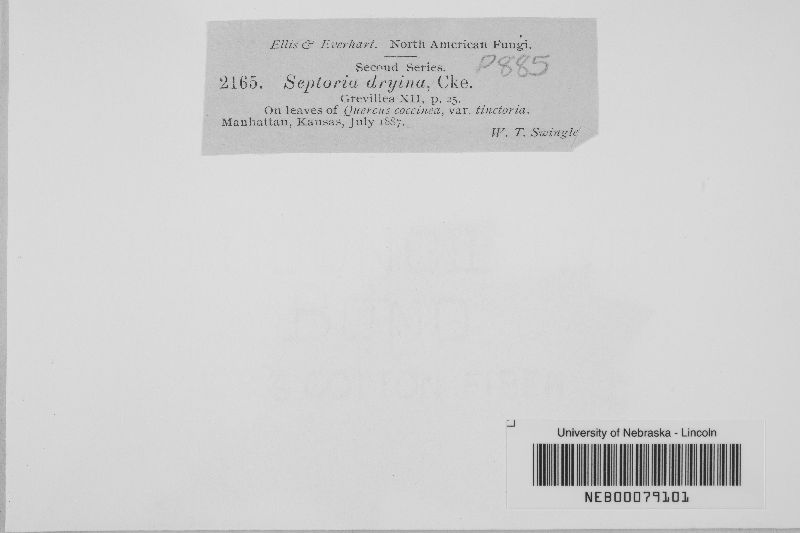 Ellis & Everhart. North American Fungi.
Second Series.
P885
2165. Septoria dryina, Cke.
Grevillea XII, p. 25.
On leaves of Quercus coccinea, var. tinctoria.
Manhattan, Kansas, July 1887.
W. T. Swingle
University of Nebraska - Lincoln
NEB00079101